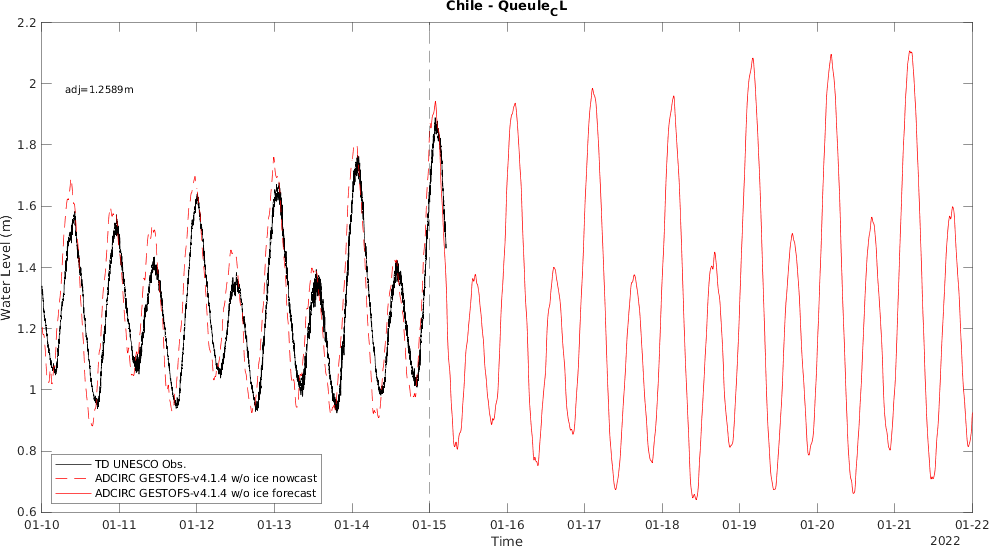 Chile - Queule_CL
2.2
2
1.8
1.6
1.4
1.2
1
0.8
0.6
Water Level (m)
adj=1.2589m
TD UNESCO Obs.
ADCIRC GESTOFS-v4.1.4 w/o ice nowcast
ADCIRC GESTOFS-v4.1.4 w/o ice forecast
01-10 01-11 01-12 01-13 01-14 01-15 01-16 01-17 01-18 01-19 01-20 01-21 01-22
Time
2022